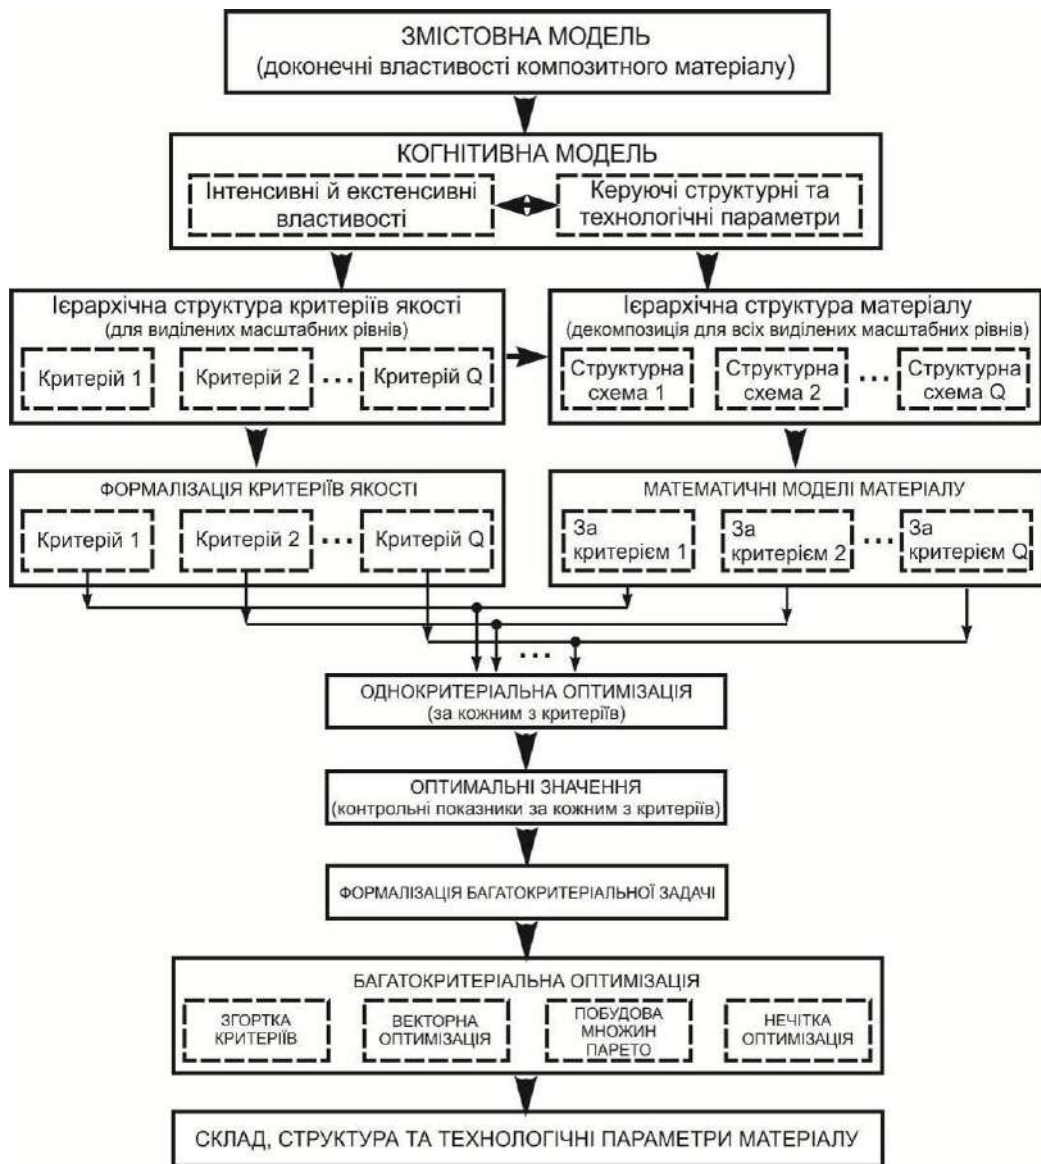 ЗМІСТОВНА МОДЕЛЬ
(доконечні властивості композитного матеріалу)
КОГНІТИВНА МОДЕЛЬ
Інтенсивні й екстенсивні
властивості
Керуючі структурні та
технологічні параметри
Ієрархічна структура критеріїв якості
(для виділених масштабних рівнів)
Критерій 1
Критерій 2
...
Критерій Q
Ієрархічна структура матеріалу
(декомпозиція для всіх виділених масштабних рівнів)
Структурна
схема 1
Структурна
схема 2
...
Структурна
схема Q
ФОРМАЛІЗАЦІЯ КРИТЕРІЇВ ЯКОСТІ
Критерій 1
Критерій 2
...
Критерій Q
МАТЕМАТИЧНІ МОДЕЛІ МАТЕРІАЛУ
За
критерієм 1
За
критерієм 2
...
За
критерієм Q
...
ОДНОКРИТЕРІАЛЬНА ОПТИМІЗАЦІЯ
(за кожним з критеріїв)
ОПТИМАЛЬНІ ЗНАЧЕННЯ
(контрольні показники за кожним з критеріїв)
ФОРМАЛІЗАЦІЯ БАГАТОКРИТЕРІАЛЬНОЇ ЗАДАЧІ
БАГАТОКРИТЕРІАЛЬНА ОПТИМІЗАЦІЯ
ЗГОРТКА
КРИТЕРІЇВ
ВЕКТОРНА
ОПТИМІЗАЦІЯ
ПОБУДОВА
МНОЖИН
ПАРЕТО
НЕЧІТКА
ОПТИМІЗАЦІЯ
СКЛАД, СТРУКТУРА ТА ТЕХНОЛОГІЧНІ ПАРАМЕТРИ МАТЕРІАЛУ